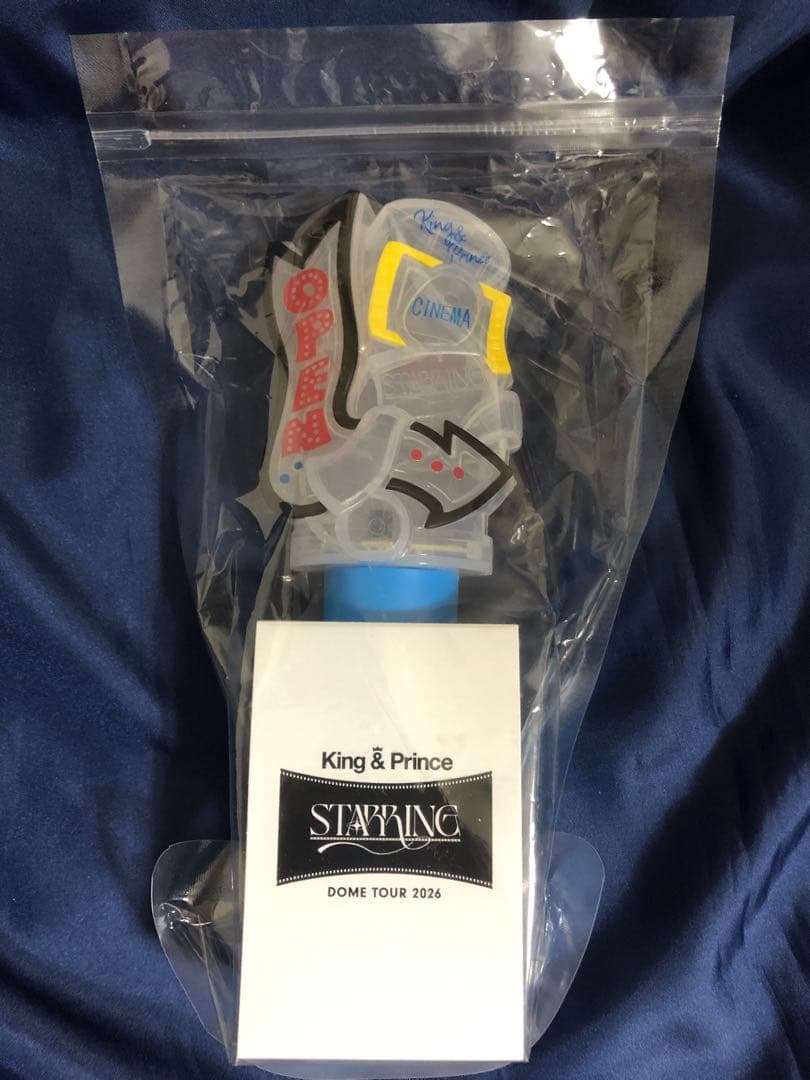 King & Prince
CINEMA
OPEN
King & Prince
STARRING
DOME TOUR 2026